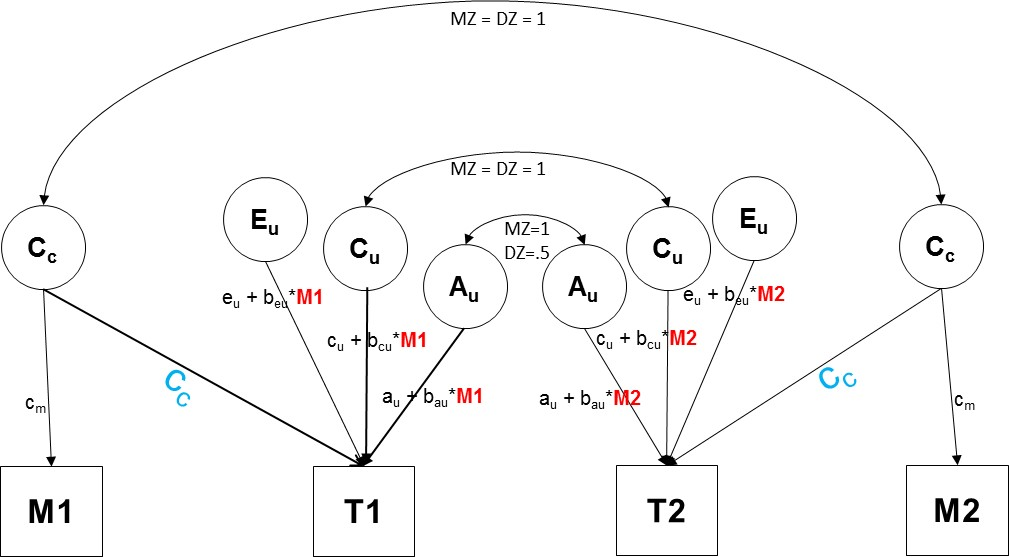 MZ = DZ = 1
MZ = DZ = 1
Eu
Eu
Cc
Cu
MZ=1
DZ=.5
Cu
Cc
Au
Au
eu + beu*M1
eu + beu*M2
cu + bcu*M1
cu + bcu*M2
Cc
Cc
au + bau*M1
au + bau*M2
cm
cm
M1
T1
T2
M2